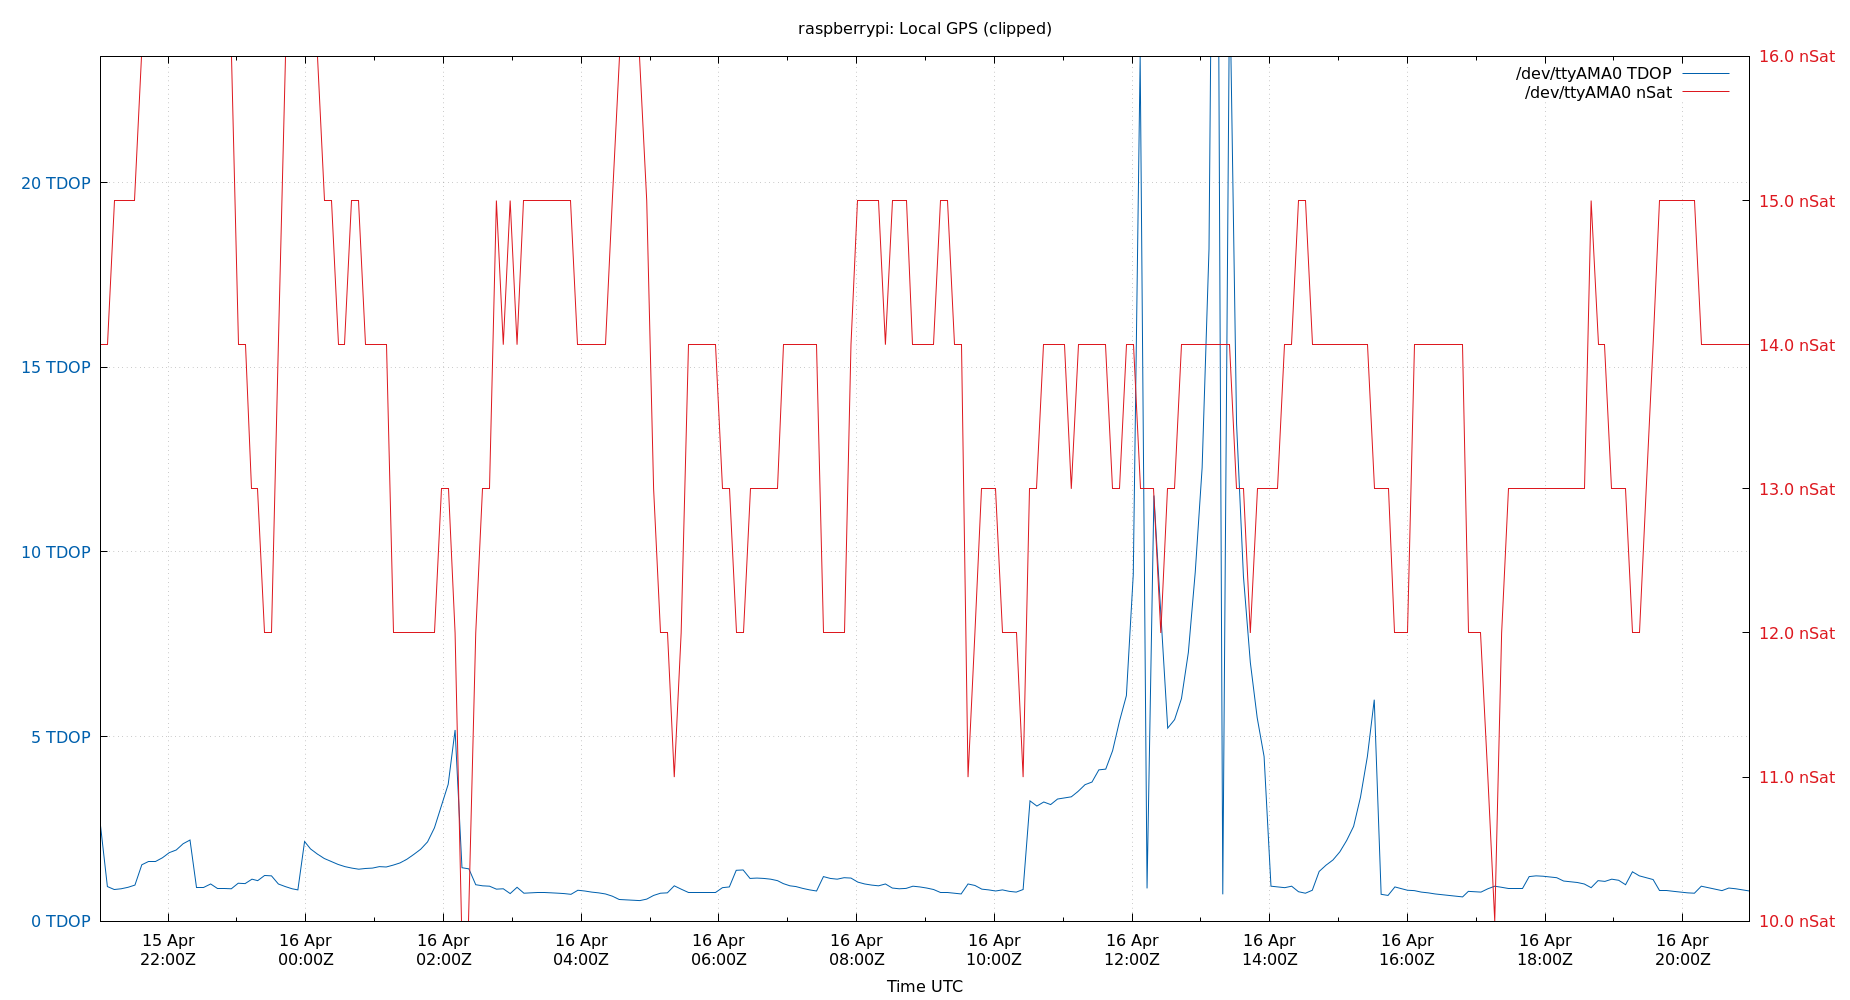 raspberrypi: Local GPS (clipped)
16.0 nSat
/dev/ttyAMA0 TDOP
/dev/ttyAMA0 nSat
20 TDOP
15.0 nSat
15 TDOP
14.0 nSat
13.0 nSat
10 TDOP
12.0 nSat
5 TDOP
11.0 nSat
0 TDOP
10.0 nSat
15 Apr
22:00Z
16 Apr
00:00Z
16 Apr
02:00Z
16 Apr
04:00Z
16 Apr
06:00Z
16 Apr
08:00Z
16 Apr
10:00Z
16 Apr
12:00Z
16 Apr
14:00Z
16 Apr
16:00Z
16 Apr
18:00Z
16 Apr
20:00Z
Time UTC